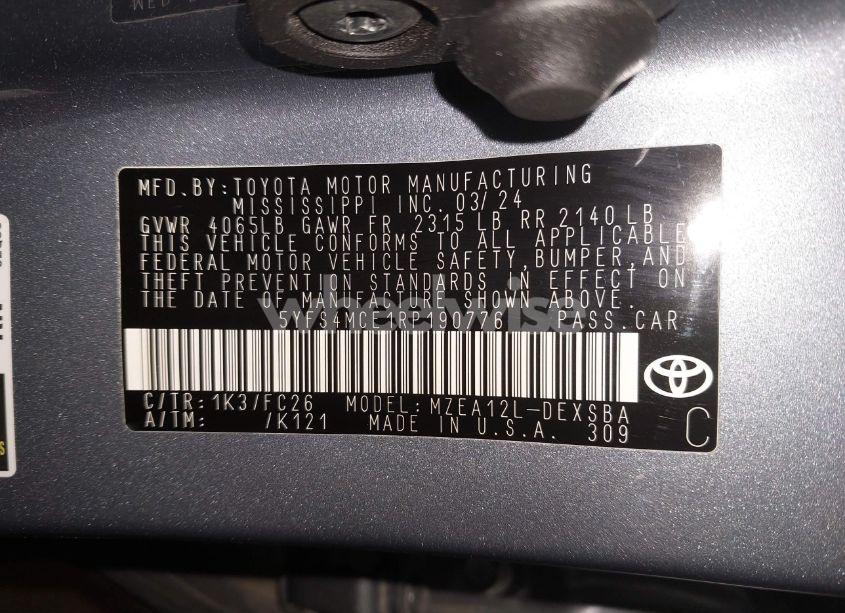 WED
MFD.BY:TOYOTA MOTOR MANUFACTURING
MISSISSIPPI INC. 03/24
GVWR 4065LB GAWR FR 2315 LB RR 2140 LB
THIS VEHICLE CONFORMS TO ALL APPLICABLE
FEDERAL MOTOR VEHICLE SAFETY, BUMPER, AND
THEFT PREVENTION STANDARDS IN EFFECT ON
THE DATE OF MANUFACTURE SHOWN ABOVE.
wheelwise
PASS.CAR
C/TR: 1K3/FC26 MODEL: MZEA12L-DEXSBA
A/TM: /K121 MADE IN U.S.A. 309
C